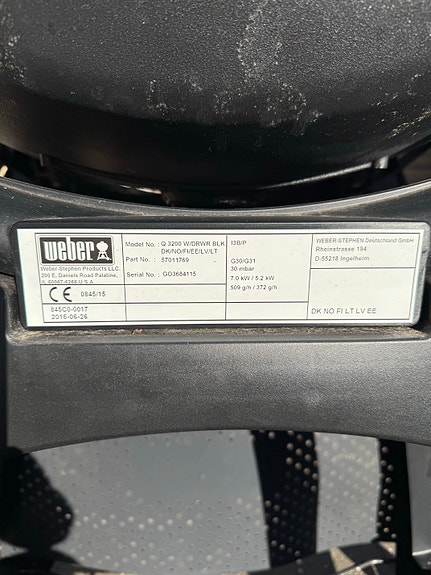 weber
Weber-Stephen Products LLC.
200 E. Daniels Road Palatine,
IL 60067-6266 U.S.A
CE 0845/15
845CO-0017
2015-06-26
Model No.: Q 3200 W/DRWR BLK
DK/NO/FI/EE/LV/LT
Part No. : 57011769
Serial No.: GO3684115
I3B/P
G30/G31
30 mbar
7.0 kW / 5.2 kW
509 g/h / 372 g/h
WEBER-STEPHEN Deutschland GmbH
Rheinstrasse 194
D-55218 Ingelheim
DK NO FI LT LV EE